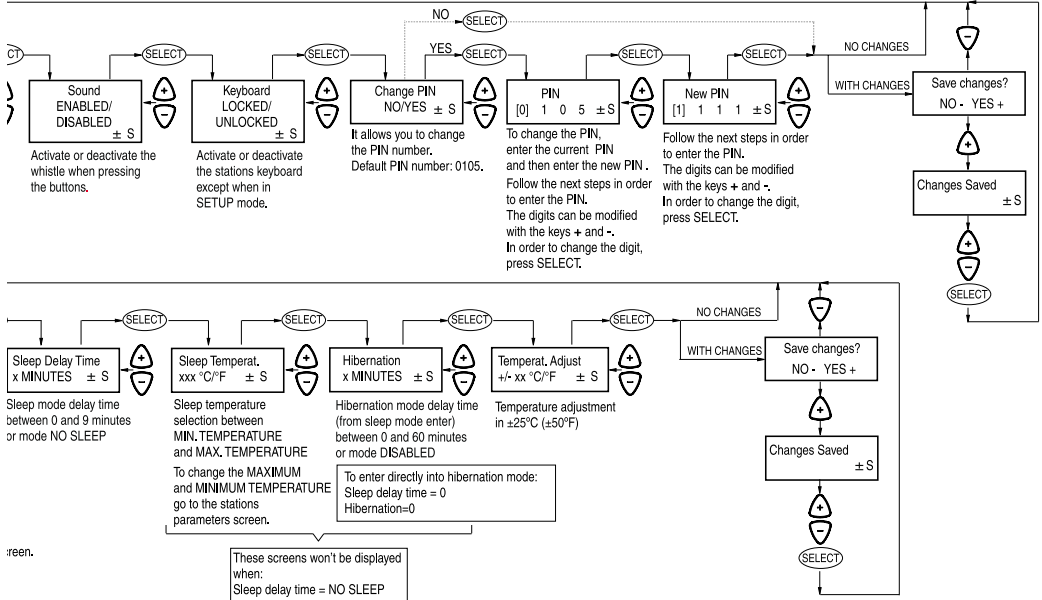 NO
SELECT
CT
SELECT
SELECT
YES
SELECT
SELECT
SELECT
NO CHANGES
WITH CHANGES
Sound
ENABLED/
DISABLED
± S
Activate or deactivate the
whistle when pressing
the buttons.
Keyboard
LOCKED/
UNLOCKED
± S
Activate or deactivate
the stations keyboard
except when in
SETUP mode.
Change PIN
NO/YES ± S
It allows you to change
the PIN number.
Default PIN number: 0105.
PIN
[0] 1 0 5 ± S
To change the PIN,
enter the current PIN
and then enter the new PIN .
Follow the next steps in order
to enter the PIN.
The digits can be modified
with the keys + and -.
In order to change the digit,
press SELECT.
New PIN
[1] 1 1 1 ± S
Follow the next steps in order
to enter the PIN.
The digits can be modified
with the keys + and -.
In order to change the digit,
press SELECT.
Save changes?
NO - YES +
Changes Saved
± S
SELECT
SELECT
SELECT
SELECT
SELECT
NO CHANGES
WITH CHANGES
Sleep Delay Time
x MINUTES ± S
Sleep mode delay time
between 0 and 9 minutes
or mode NO SLEEP
Sleep Temperat.
xxx °C/°F ± S
Sleep temperature
selection between
MIN. TEMPERATURE
and MAX. TEMPERATURE
To change the MAXIMUM
and MINIMUM TEMPERATURE
go to the stations
parameters screen.
Hibernation
x MINUTES ± S
Hibernation mode delay time
(from sleep mode enter)
between 0 and 60 minutes
or mode DISABLED
To enter directly into hibernation mode:
Sleep delay time = 0
Hibernation=0
Temperat. Adjust
+/- xx °C/°F ± S
Temperature adjustment
in ±25ºC (±50ºF)
Save changes?
NO - YES +
Changes Saved
± S
SELECT
These screens won't be displayed
when:
Sleep delay time = NO SLEEP
reen.